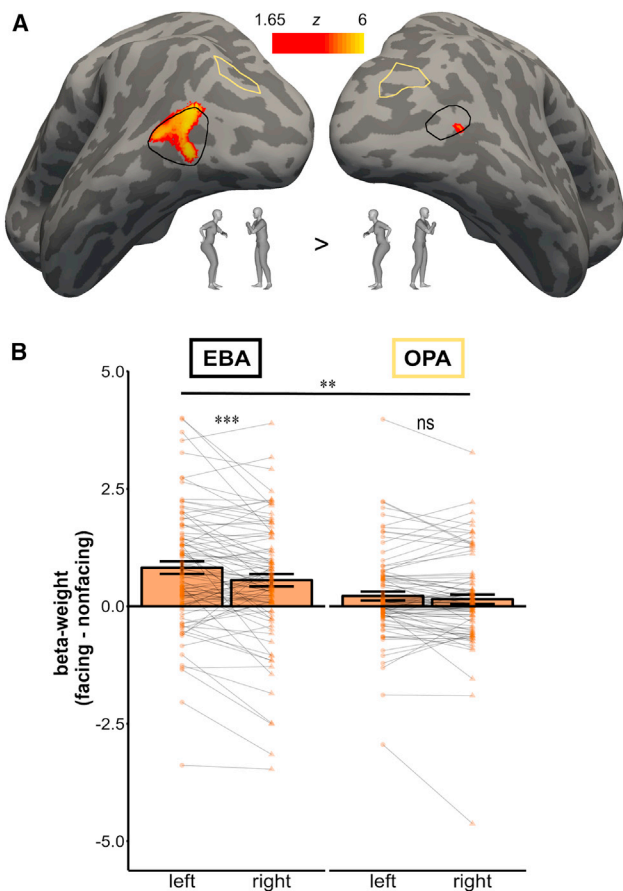 A
1.65 z 6
>
B
EBA OPA
**
*** ns
beta-weight
(facing - nonfacing)
5.0
2.5
0.0
-2.5
-5.0
left right left right